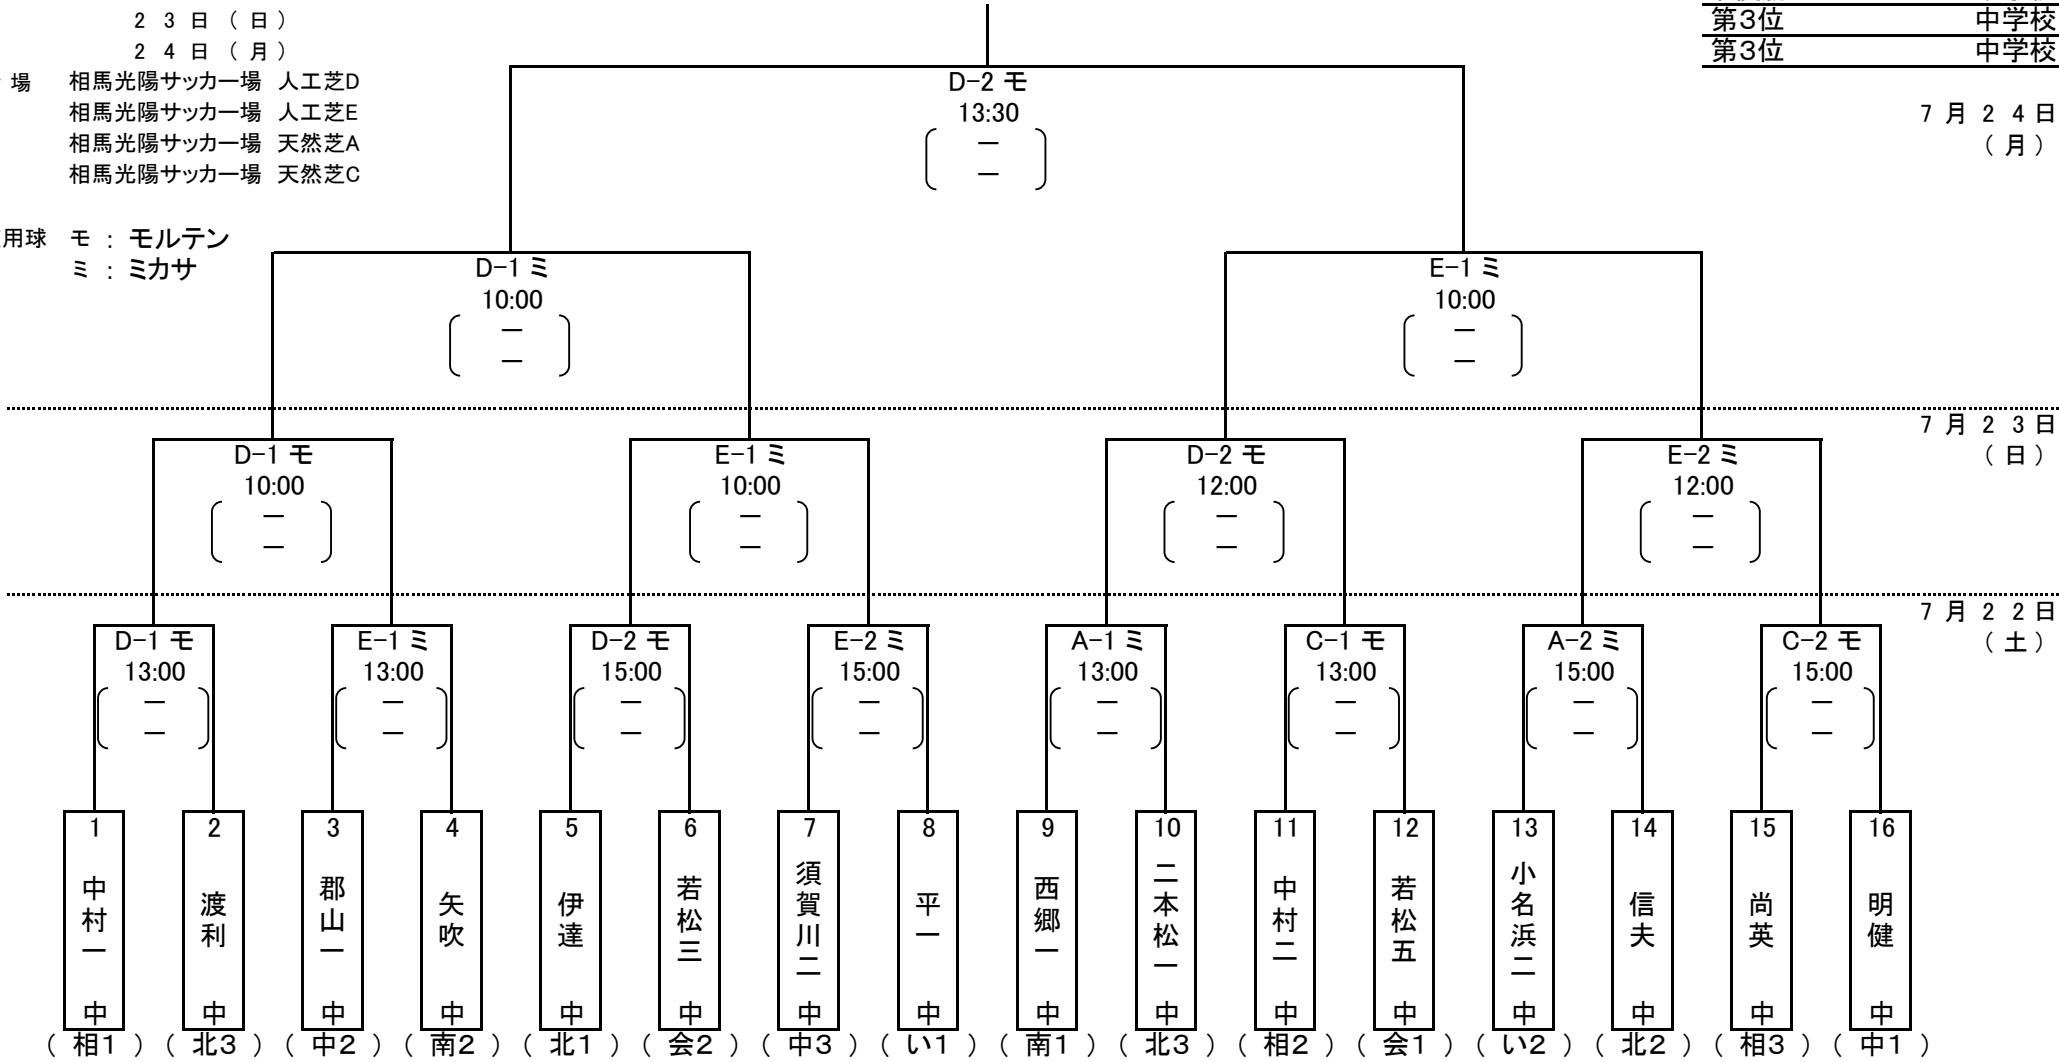 ２３日（日）
２４日（月）
第3位 中学校
第3位 中学校
場 相馬光陽サッカー場 人工芝D
相馬光陽サッカー場 人工芝E
相馬光陽サッカー場 天然芝A
相馬光陽サッカー場 天然芝C
用球 モ : モルテン
ミ : ミカサ
D-2 モ
13:30
－
－
７月２４日
（月）
D-1 ミ
10:00
－
－
E-1 ミ
10:00
－
－
７月２３日
（日）
D-1 モ
10:00
－
－
E-1 ミ
10:00
－
－
D-2 モ
12:00
－
－
E-2 ミ
12:00
－
－
７月２２日
（土）
D-1 モ
13:00
－
－
E-1 ミ
13:00
－
－
D-2 モ
15:00
－
－
E-2 ミ
15:00
－
－
A-1 ミ
13:00
－
－
C-1 モ
13:00
－
－
A-2 ミ
15:00
－
－
C-2 モ
15:00
－
－
1 中村一 中
（相1）
2 渡利 中
（北3）
3 郡山一 中
（中2）
4 矢吹 中
（南2）
5 伊達 中
（北1）
6 若松三 中
（会2）
7 須賀川二 中
（中3）
8 平一 中
（い1）
9 西郷一 中
（南1）
10 二本松一 中
（北3）
11 中村二 中
（相2）
12 若松五 中
（会1）
13 小名浜二 中
（い2）
14 信夫 中
（北2）
15 尚英 中
（相3）
16 明健 中
（中1）